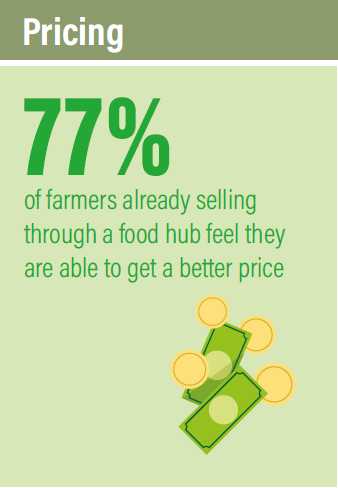 Pricing
77%
of farmers already selling
through a food hub feel they
are able to get a better price